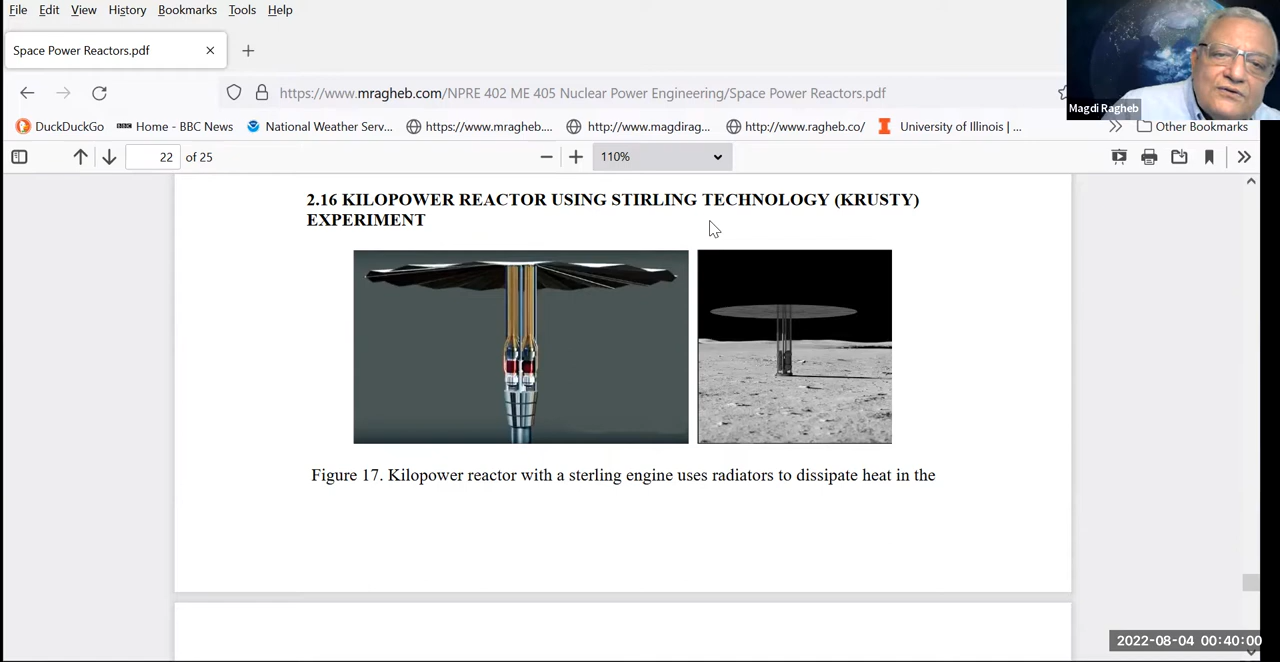 File Edit View History Bookmarks Tools Help
Space Power Reactors.pdf
https://www.mragheb.com/NPRE 402 ME 405 Nuclear Power Engineering/Space Power Reactors.pdf
Magdi Ragheb
DuckDuckGo BBC Home - BBC News National Weather Serv... https://www.mragheb.... http://www.magdirag... http://www.ragheb.co/ I University of Illinois | ... Other Bookmarks
22 of 25 110%
2.16 KILOPOWER REACTOR USING STIRLING TECHNOLOGY (KRUSTY)
EXPERIMENT
Figure 17. Kilopower reactor with a sterling engine uses radiators to dissipate heat in the
2022-08-04 00:40:00